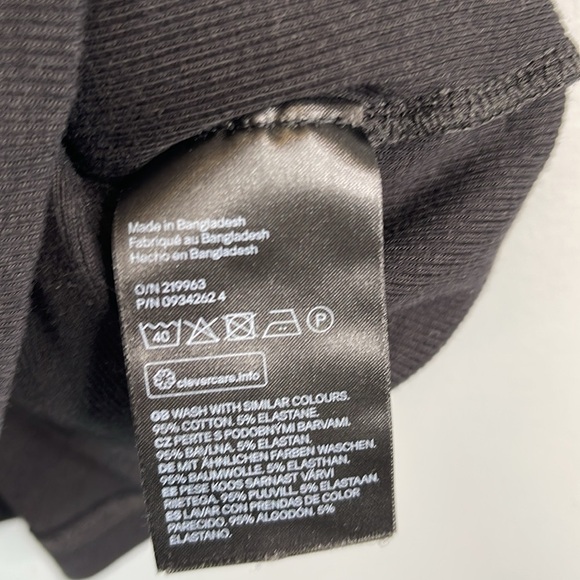 Made in Bangladesh
Fabriqué au Bangladesh
Hecho en Bangladesh
O/N 219963
P/N 0934262 4
40 P
clevercare.info
GB WASH WITH SIMILAR COLOURS.
95% COTTON. 5% ELASTANE.
CZ PERTE S PODOBNÝMI BARVAMI.
95% BAVLNA. 5% ELASTAN.
DE MIT ÄHNLICHEN FARBEN WASCHEN.
95% BAUMWOLLE. 5% ELASTHAN.
EE PESE KOOS SARNAST VÄRVI
RIIETEGA. 95% PUUVILL. 5% ELASTAAN.
ES LAVAR CON PRENDAS DE COLOR
PARECIDO. 95% ALGODÓN. 5%
ELASTANO.